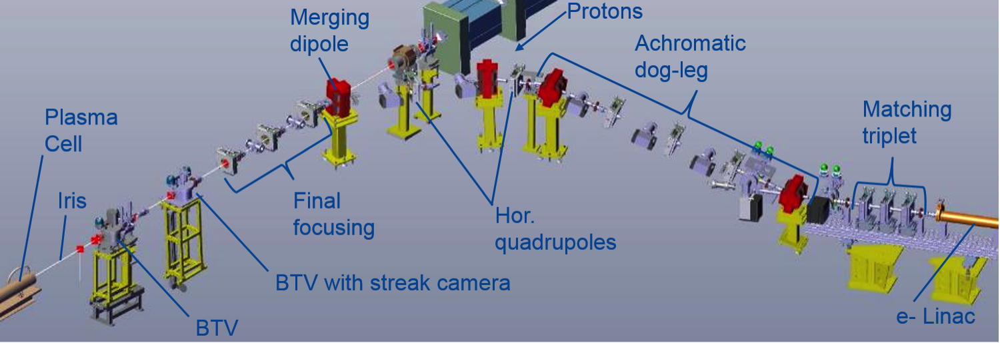 Merging
dipole
Protons
Achromatic
dog-leg
Matching
triplet
Plasma
Cell
Iris
Final
focusing
Hor.
quadrupoles
BTV with streak camera
BTV
e- Linac